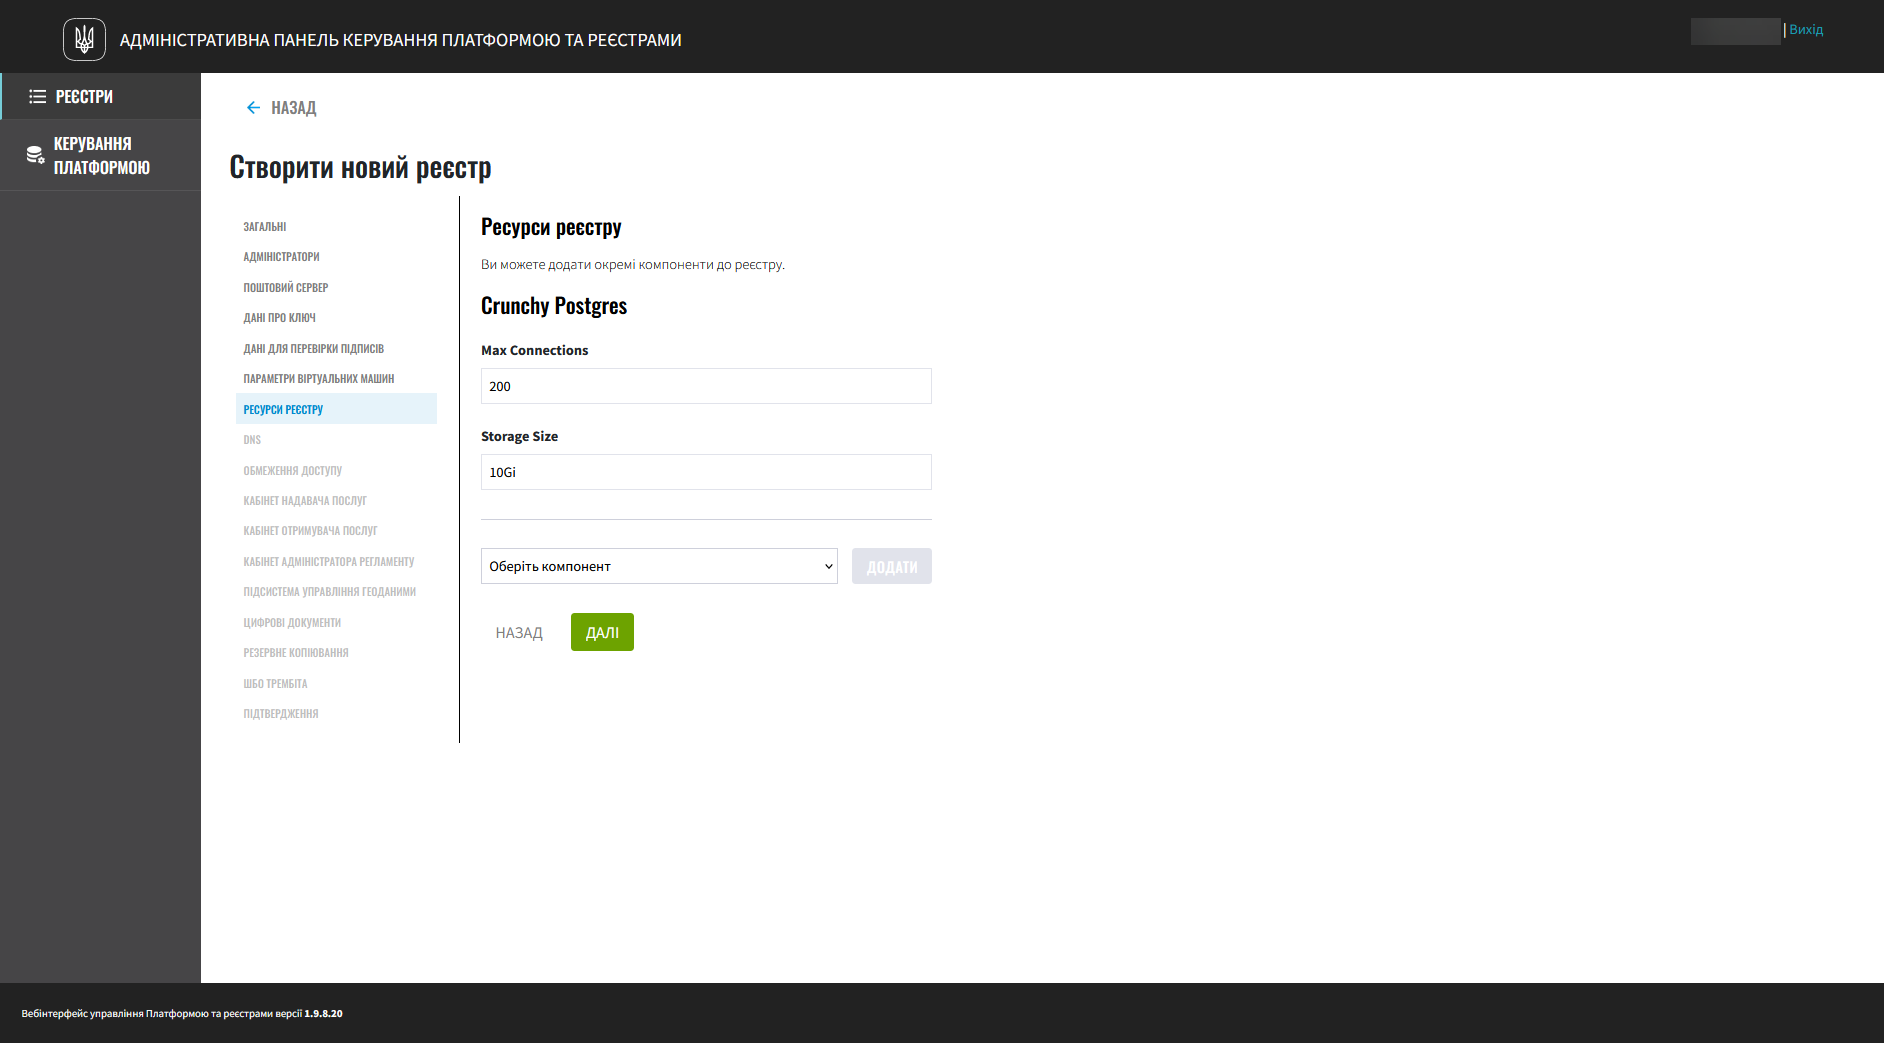 АДМІНІСТРАТИВНА ПАНЕЛЬ КЕРУВАННЯ ПЛАТФОРМОЮ ТА РЕЄСТРАМИ
| Вихід
РЕЄСТРИ
КЕРУВАННЯ
ПЛАТФОРМОЮ
НАЗАД
Створити новий реєстр
ЗАГАЛЬНІ
АДМІНІСТРАТОРИ
ПОШТОВИЙ СЕРВЕР
ДАНІ ПРО КЛЮЧ
ДАНІ ДЛЯ ПЕРЕВІРКИ ПІДПИСІВ
ПАРАМЕТРИ ВІРТУАЛЬНИХ МАШИН
РЕСУРСИ РЕЄСТРУ
DNS
ОБМЕЖЕННЯ ДОСТУПУ
КАБІНЕТ НАДАВАЧА ПОСЛУГ
КАБІНЕТ ОТРИМУВАЧА ПОСЛУГ
КАБІНЕТ АДМІНІСТРАТОРА РЕГЛАМЕНТУ
ПІДСИСТЕМА УПРАВЛІННЯ ГЕОДАНИМИ
ЦИФРОВІ ДОКУМЕНТИ
РЕЗЕРВНЕ КОПІЮВАННЯ
ШБО ТРЕМБІТА
ПІДТВЕРДЖЕННЯ
Ресурси реєстру
Ви можете додати окремі компоненти до реєстру.
Crunchy Postgres
Max Connections
200
Storage Size
10Gi
Оберіть компонент
ДОДАТИ
НАЗАД
ДАЛІ
Вебінтерфейс управління Платформою та реєстрами версії 1.9.8.20